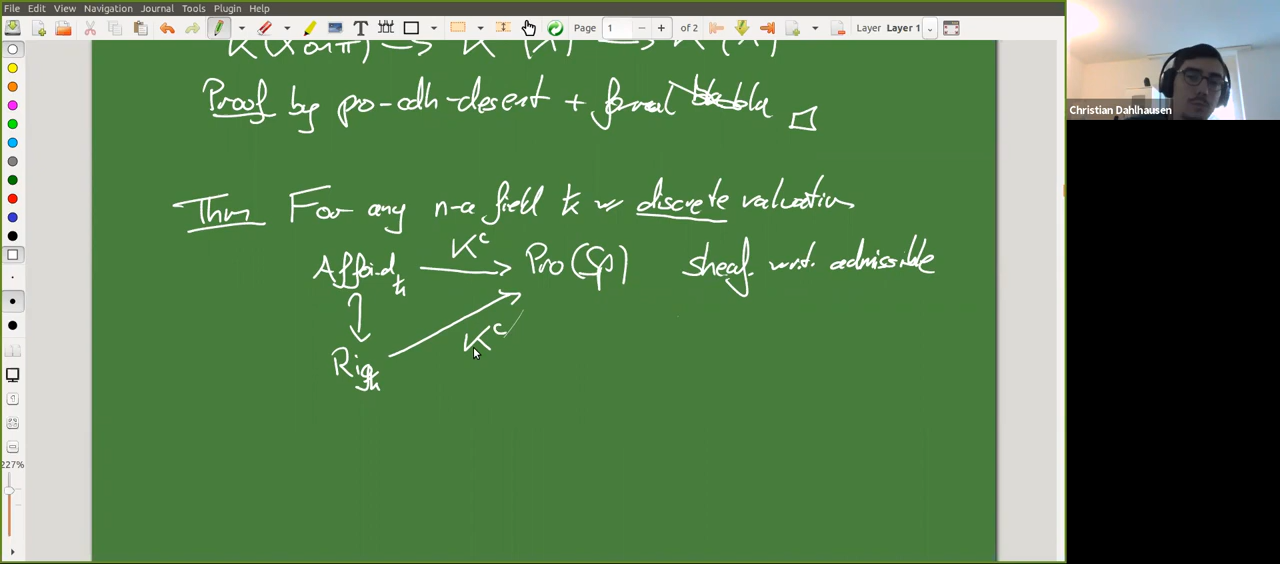 File Edit View Navigation Journal Tools Plugin Help
Page 1 of 2 Layer Layer 1
Proof by pro-cdh-descent + formal
Christian Dahlhausen
Thm For any n-a field k w/ discrete valuation
Affoid_k K^c Pro(Sp) sheaf w.r.t. admissible
K^c
Rig_k
227%